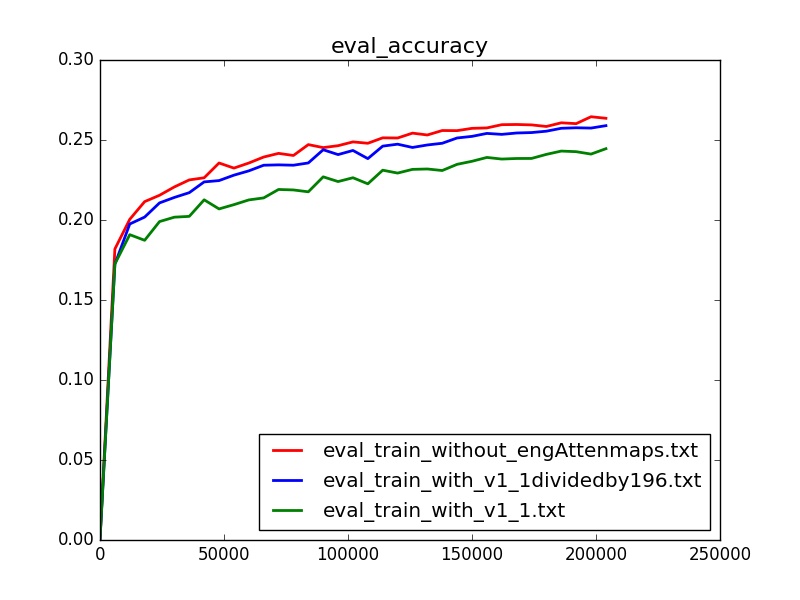 eval_accuracy
0.30
0.25
0.20
0.15
0.10
0.05
0.00
eval_train_without_engAttenmaps.txt
eval_train_with_v1_1dividedby196.txt
eval_train_with_v1_1.txt
0 50000 100000 150000 200000 250000